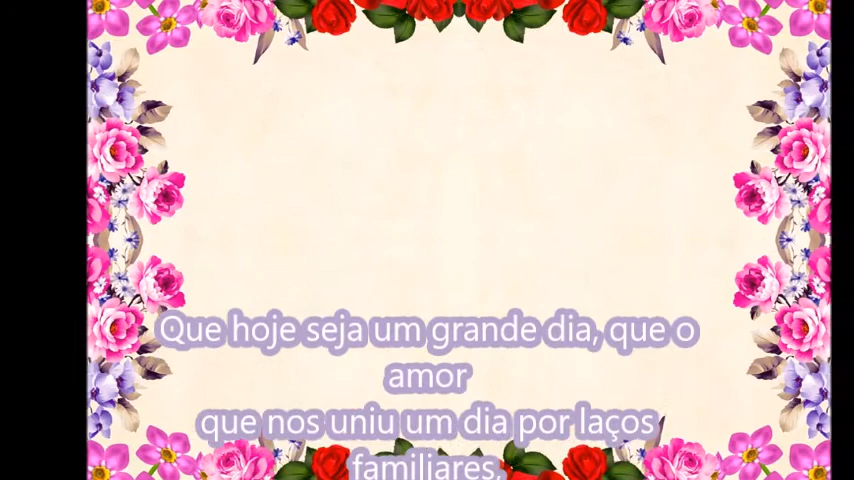 Que hoje seja um grande dia, que o
amor
que nos uniu um dia por laços
familiares,